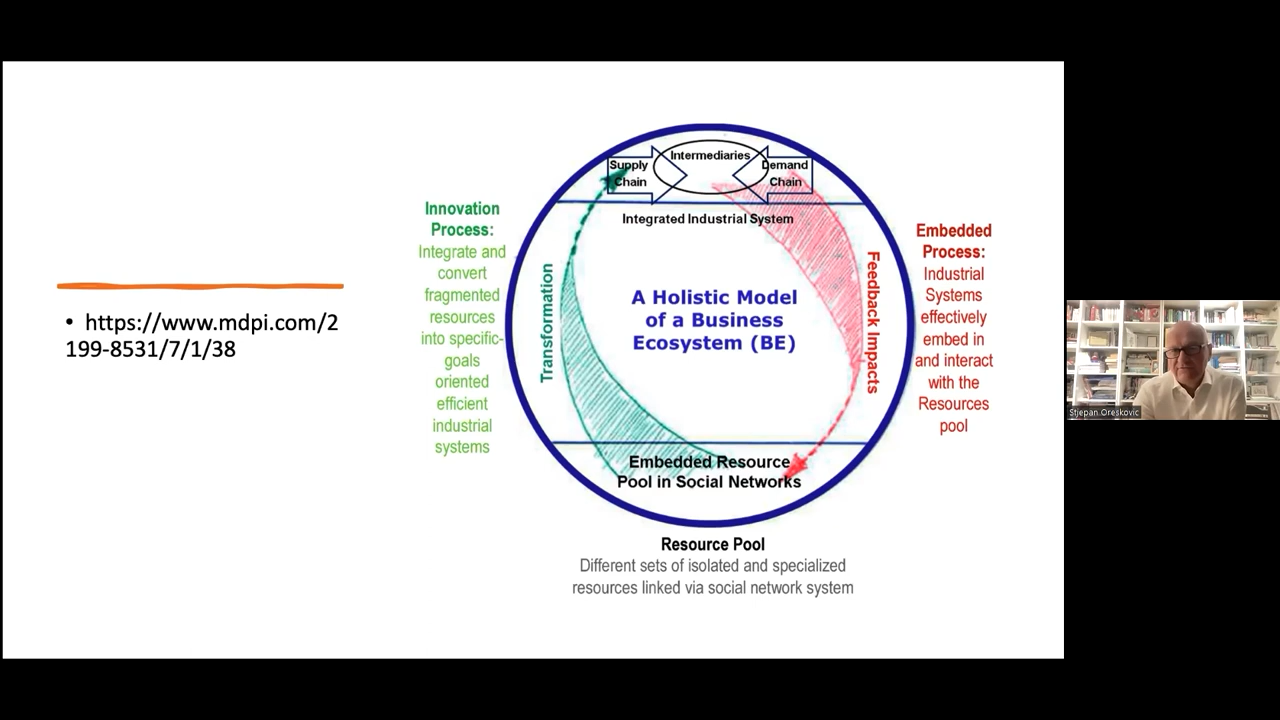 • https://www.mdpi.com/2
199-8531/7/1/38
Supply
Chain
Intermediaries
Demand
Chain
Integrated Industrial System
Innovation
Process:
Integrate and
convert
fragmented
resources
into specific-
goals
oriented
efficient
industrial
systems
Transformation
A Holistic Model
of a Business
Ecosystem (BE)
Feedback Impacts
Embedded
Process:
Industrial
Systems
effectively
embed in
and interact
with the
Resources
pool
Embedded Resource
Pool in Social Networks
Resource Pool
Different sets of isolated and specialized
resources linked via social network system
Stjepan Oreskovic